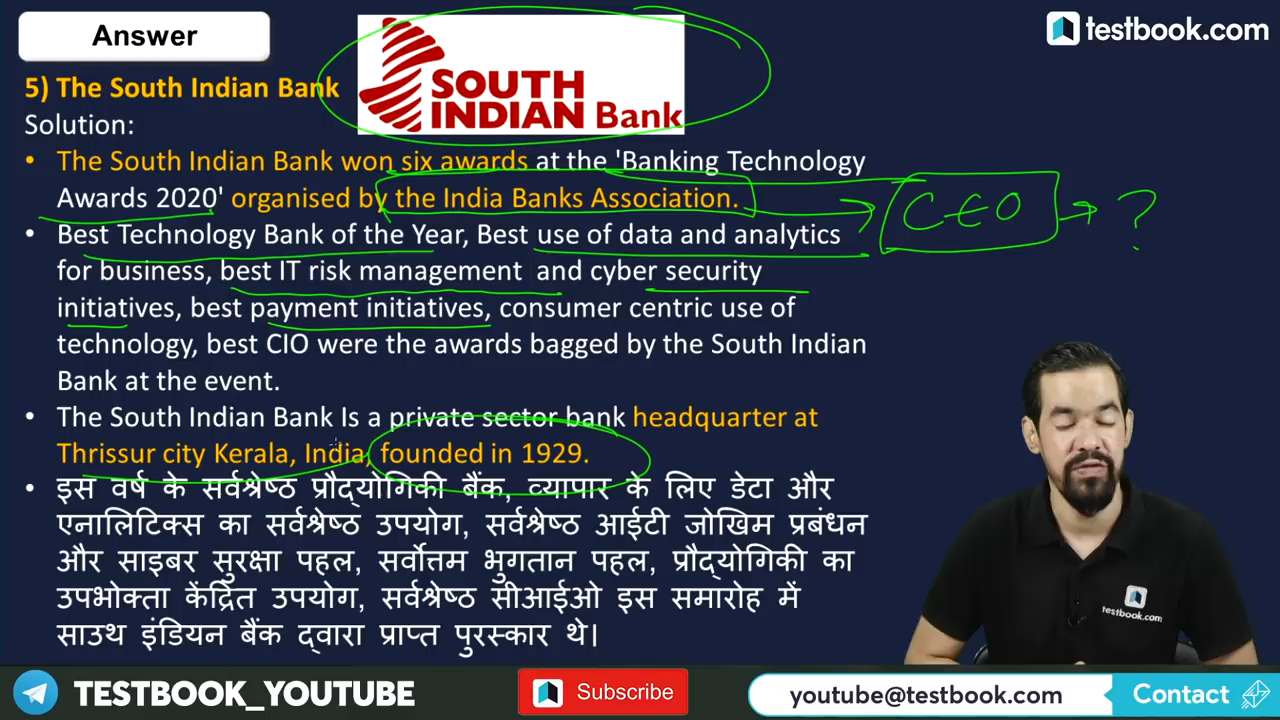 Answer
testbook.com
5) The South Indian Bank
SOUTH
INDIAN Bank
Solution:
• The South Indian Bank won six awards at the 'Banking Technology
Awards 2020' organised by the India Banks Association.
CEO → ?
• Best Technology Bank of the Year, Best use of data and analytics
for business, best IT risk management and cyber security
initiatives, best payment initiatives, consumer centric use of
technology, best CIO were the awards bagged by the South Indian
Bank at the event.
• The South Indian Bank Is a private sector bank headquarter at
Thrissur city Kerala, India, founded in 1929.
• इस वर्ष के सर्वश्रेष्ठ प्रौद्योगिकी बैंक, व्यापार के लिए डेटा और
एनालिटिक्स का सर्वश्रेष्ठ उपयोग, सर्वश्रेष्ठ आईटी जोखिम प्रबंधन
और साइबर सुरक्षा पहल, सर्वोत्तम भुगतान पहल, प्रौद्योगिकी का
उपभोक्ता केंद्रित उपयोग, सर्वश्रेष्ठ सीआईओ इस समारोह में
साउथ इंडियन बैंक द्वारा प्राप्त पुरस्कार थे।
testbook.com
TESTBOOK_YOUTUBE
Subscribe
youtube@testbook.com
Contact